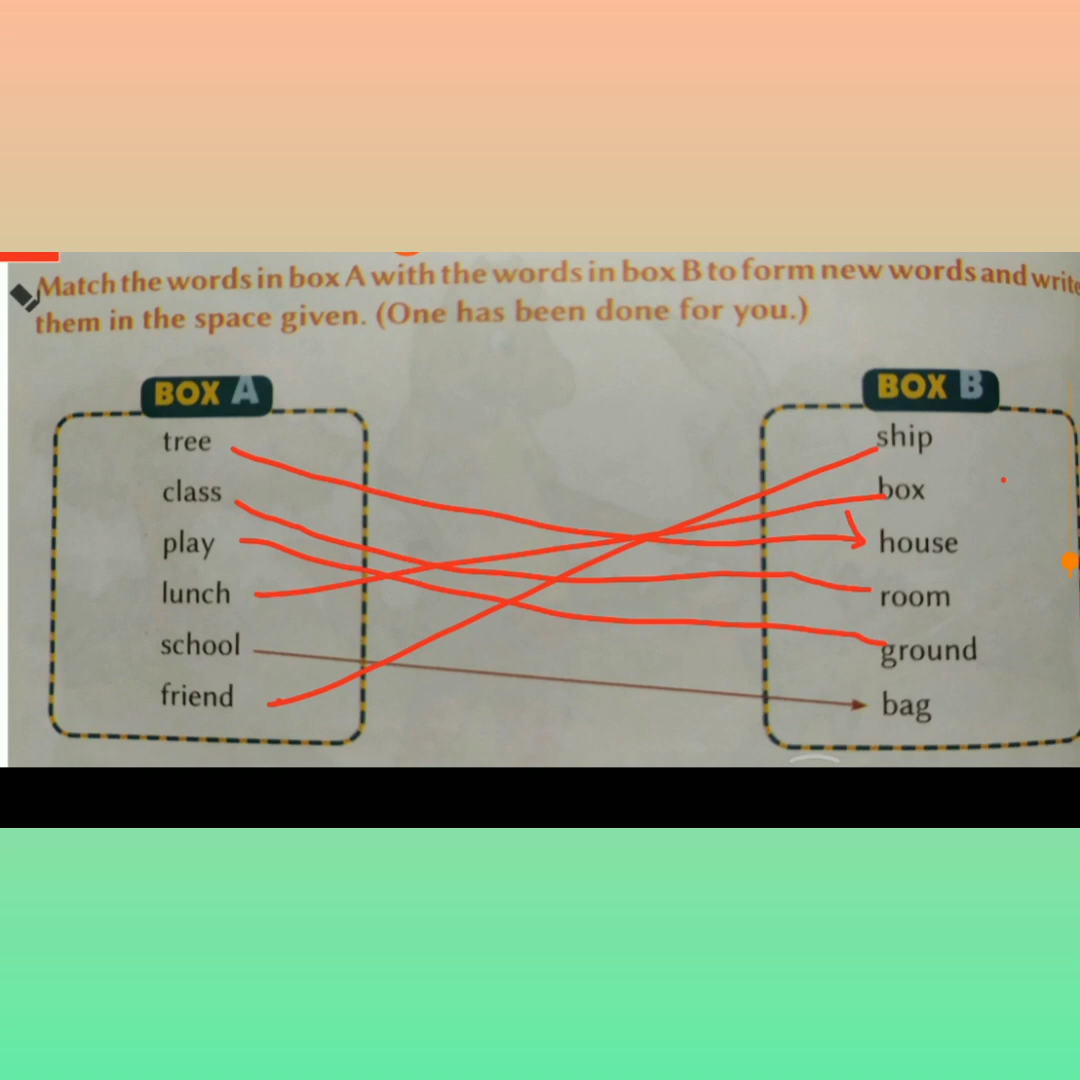 Match the words in box A with the words in box B to form new words and write
them in the space given. (One has been done for you.)
BOX A
tree
class
play
lunch
school
friend
BOX B
ship
box
house
room
ground
bag